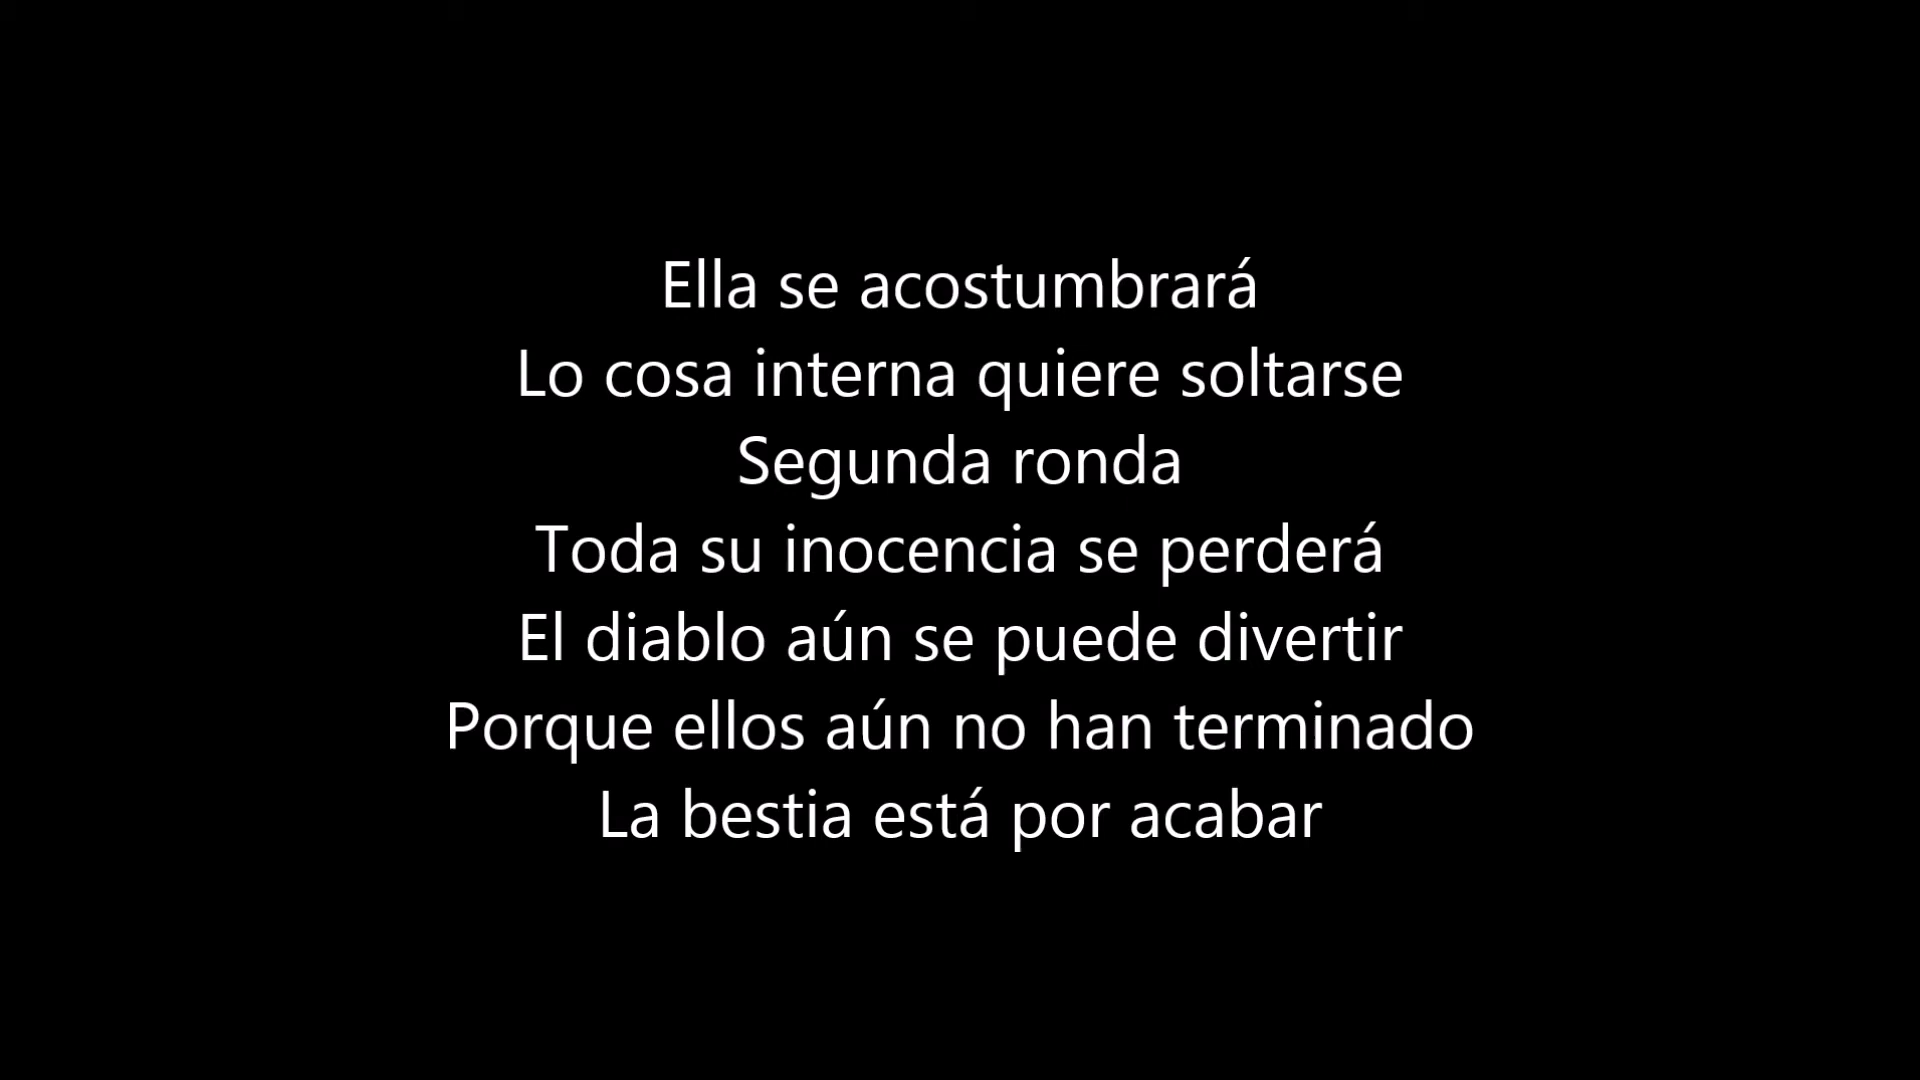 Ella se acostumbrará
Lo cosa interna quiere soltarse
Segunda ronda
Toda su inocencia se perderá
El diablo aún se puede divertir
Porque ellos aún no han terminado
La bestia está por acabar